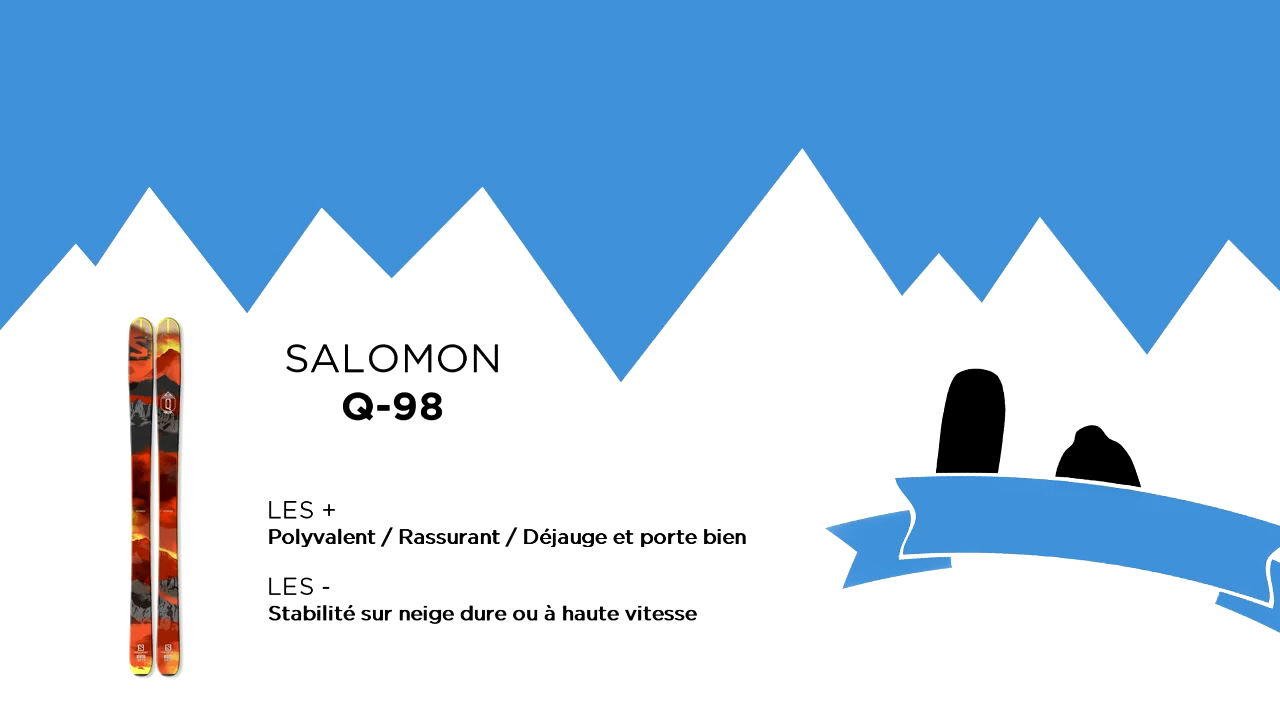 SALOMON
Q-98
LES +
Polyvalent / Rassurant / Déjauge et porte bien
LES -
Stabilité sur neige dure ou à haute vitesse